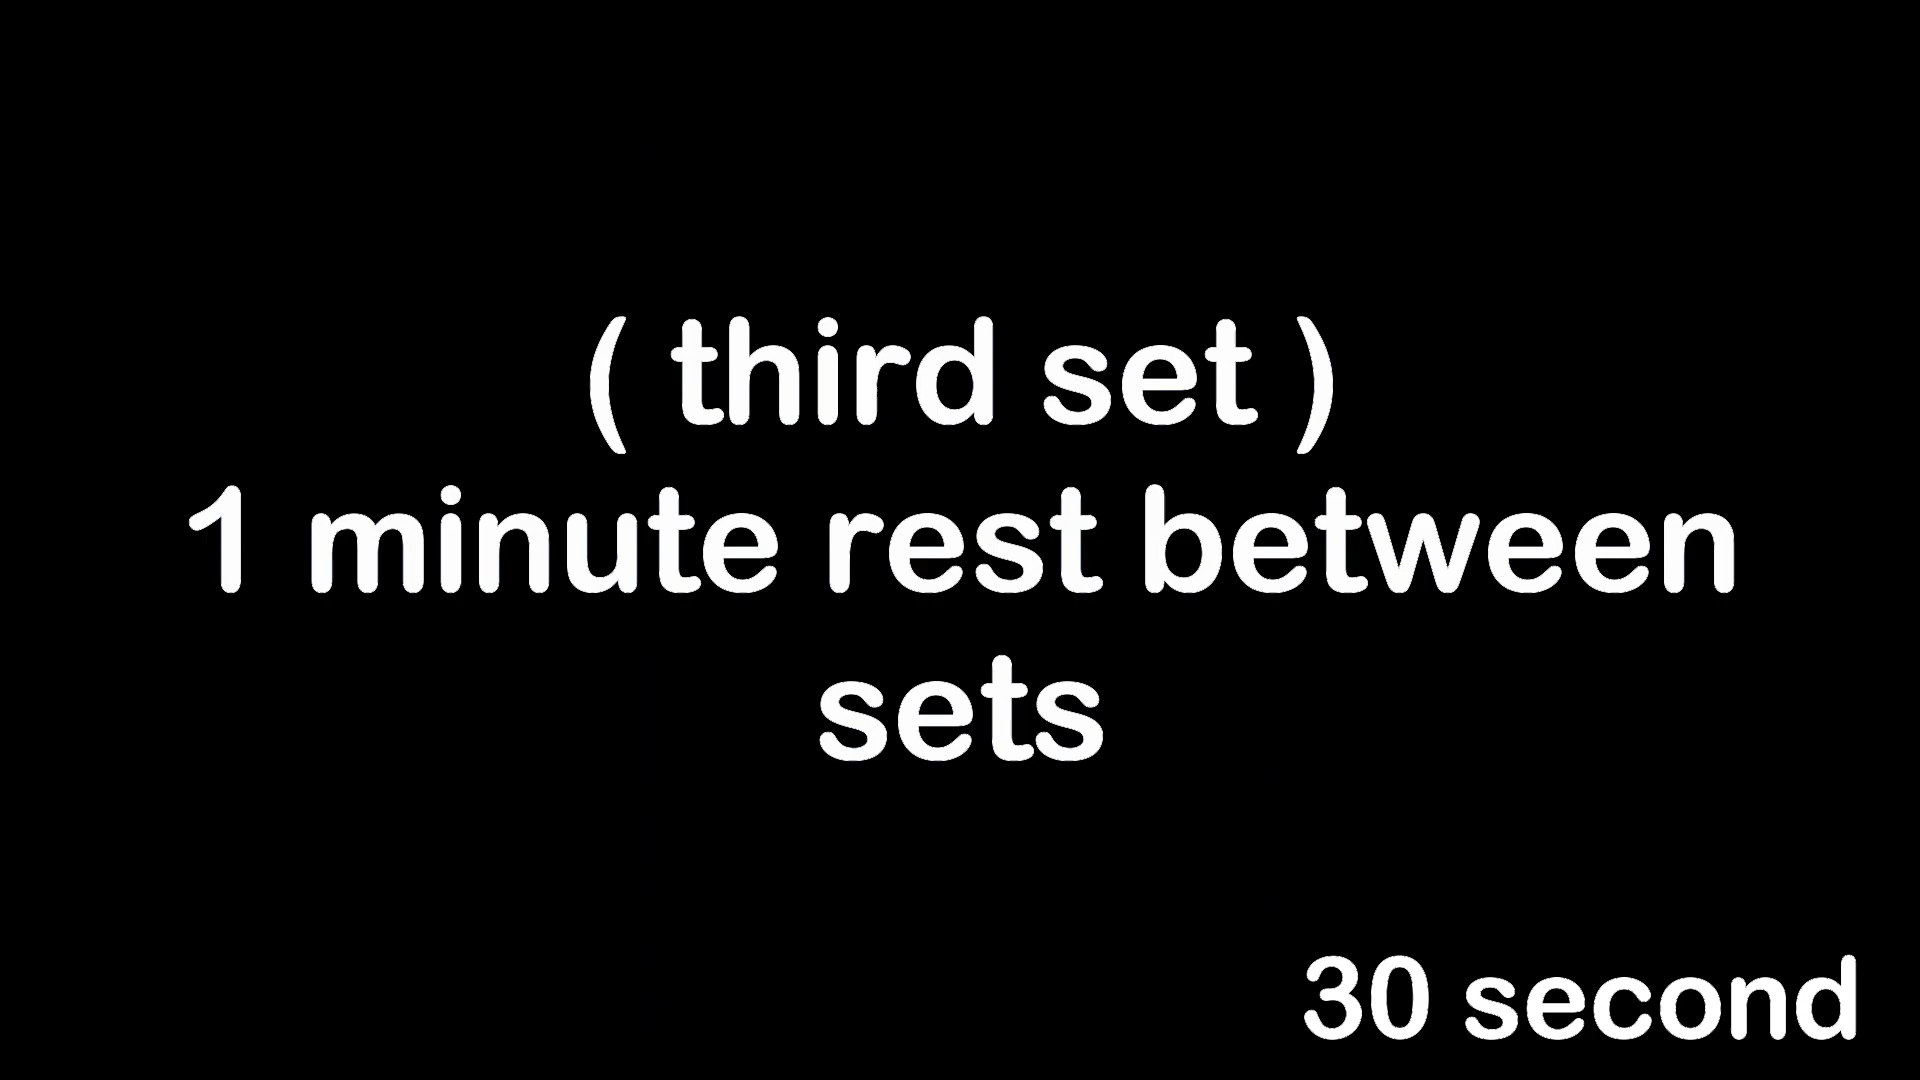 ( third set )
1 minute rest between
sets
30 second